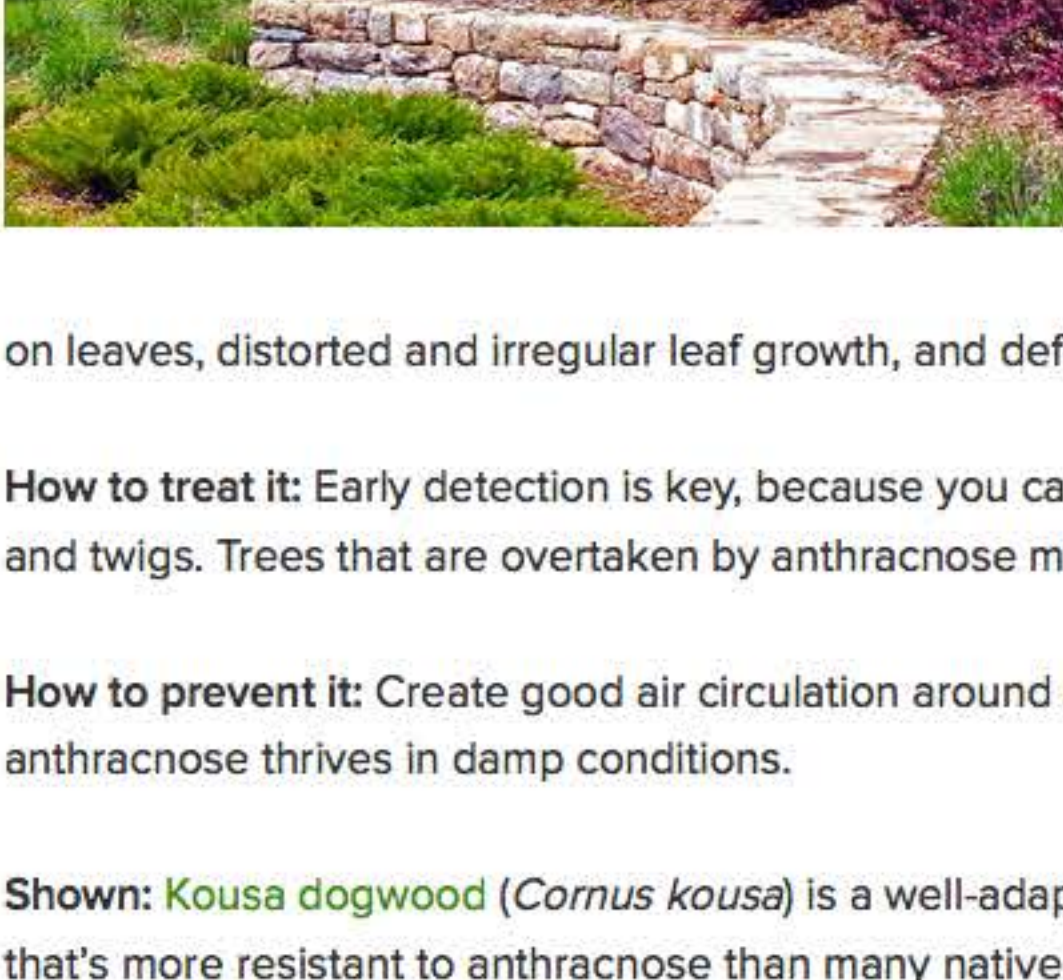 on leaves, distorted and irregular leaf growth, and def
How to treat it: Early detection is key, because you ca
and twigs. Trees that are overtaken by anthracnose m
How to prevent it: Create good air circulation around
anthracnose thrives in damp conditions.
Shown: Kousa dogwood (Cornus kousa) is a well-adap
that's more resistant to anthracnose than many native